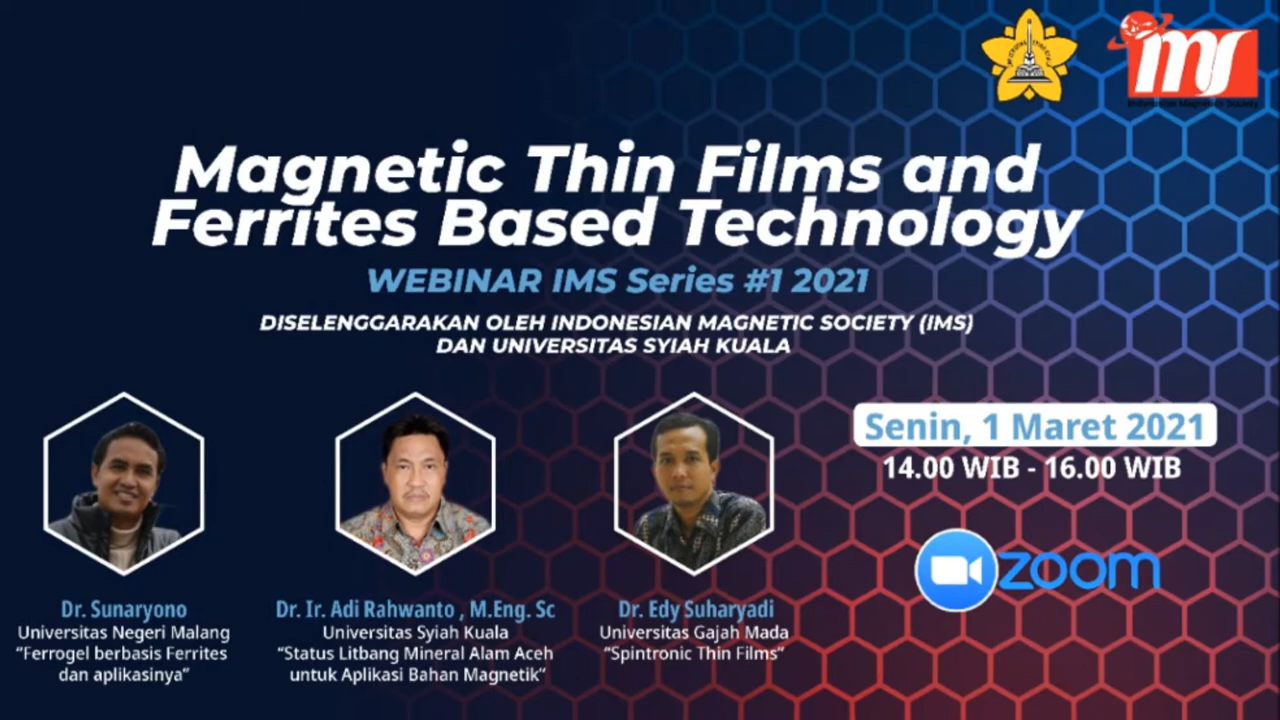 ims
Indonesian Magnetics Society
Magnetic Thin Films and
Ferrites Based Technology
WEBINAR IMS Series #1 2021
DISELENGGARAKAN OLEH INDONESIAN MAGNETIC SOCIETY (IMS)
DAN UNIVERSITAS SYIAH KUALA
Senin, 1 Maret 2021
14.00 WIB - 16.00 WIB
zoom
Dr. Sunaryono
Universitas Negeri Malang
“Ferrogel berbasis Ferrites
dan aplikasinya”
Dr. Ir. Adi Rahwanto , M.Eng. Sc
Universitas Syiah Kuala
“Status Litbang Mineral Alam Aceh
untuk Aplikasi Bahan Magnetik”
Dr. Edy Suharyadi
Universitas Gajah Mada
“Spintronic Thin Films”